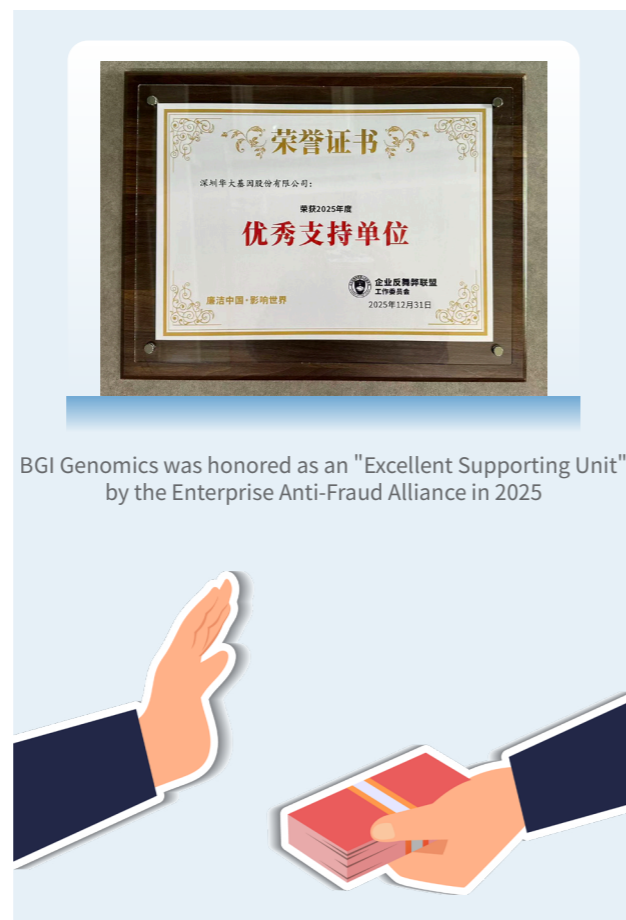 荣誉证书
深圳华大基因股份有限公司：
荣获2025年度
优秀支持单位
企业反舞弊联盟
工作委员会
廉洁中国·影响世界
2025年12月31日
BGI Genomics was honored as an "Excellent Supporting Unit"
by the Enterprise Anti-Fraud Alliance in 2025